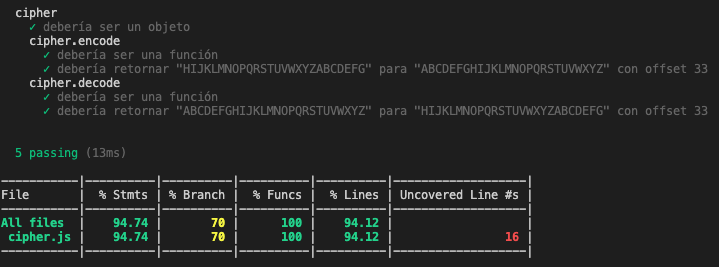 cipher
✓ debería ser un objeto
cipher.encode
✓ debería ser una función
✓ debería retornar "HIJKLMNOPQRSTUVWXYZABCDEFG" para "ABCDEFGHIJKLMNOPQRSTUVWXYZ" con offset 33
cipher.decode
✓ debería ser una función
✓ debería retornar "ABCDEFGHIJKLMNOPQRSTUVWXYZ" para "HIJKLMNOPQRSTUVWXYZABCDEFG" con offset 33
5 passing (13ms)
-----------|----------|----------|----------|----------|-------------------|
File | % Stmts | % Branch | % Funcs | % Lines | Uncovered Line #s |
-----------|----------|----------|----------|----------|-------------------|
All files | 94.74 | 70 | 100 | 94.12 | |
cipher.js | 94.74 | 70 | 100 | 94.12 | 16 |
-----------|----------|----------|----------|----------|-------------------|